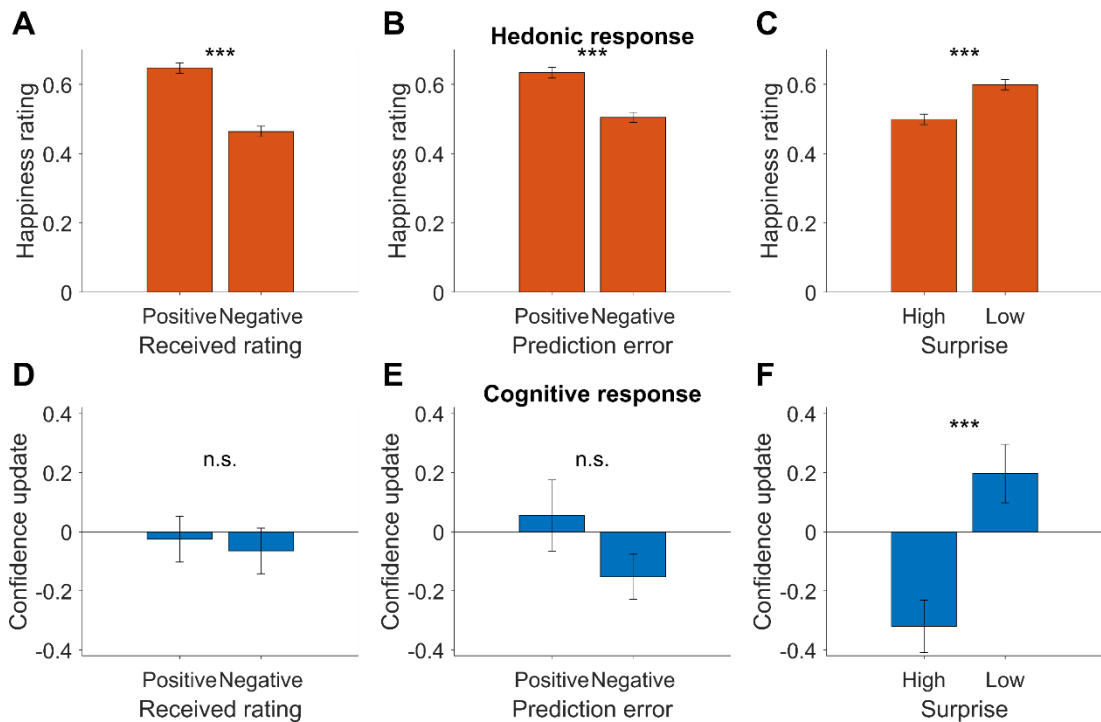 A
B
C
Hedonic response
***
***
***
Happiness rating
0.6
0.4
0.2
0
Positive Negative
Received rating
Happiness rating
0.6
0.4
0.2
0
Positive Negative
Prediction error
Happiness rating
0.6
0.4
0.2
0
High Low
Surprise
D
E
F
Cognitive response
n.s.
n.s.
***
Confidence update
0.4
0.2
0
-0.2
-0.4
Positive Negative
Received rating
Confidence update
0.4
0.2
0
-0.2
-0.4
Positive Negative
Prediction error
Confidence update
0.4
0.2
0
-0.2
-0.4
High Low
Surprise